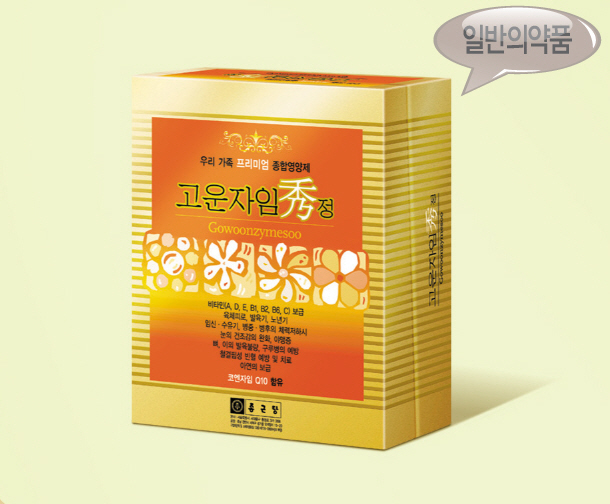 일반의약품
우리 가족 프리미엄 종합영양제
고운자임秀정
Gowoonzymesoo
비타민(A, D, E, B1, B2, B6, C) 보급
육체피로, 발육기, 노년기
임신·수유기, 병중·병후의 체력저하시
눈의 건조감의 완화, 야맹증
뼈, 이의 발육불량, 구루병의 예방
철결핍성 빈혈 예방 및 치료
아연의 보급
코엔자임 Q10 함유
종근당
고운자임秀정
Gowoonzymesoo